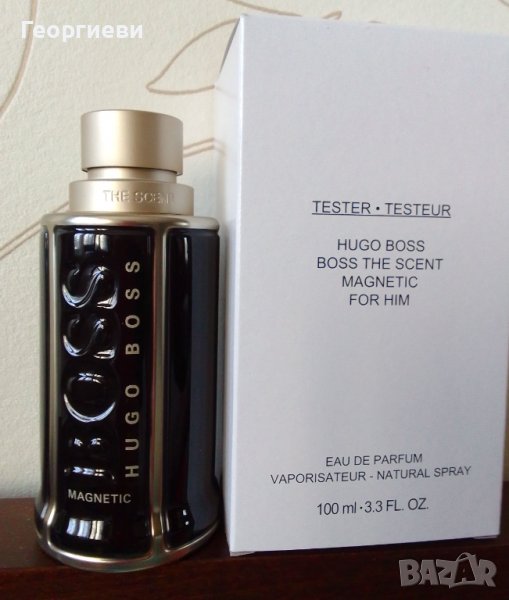 Георгиеви
THE SCENT
BOSS
HUGO BOSS
MAGNETIC
TESTER • TESTEUR
HUGO BOSS
BOSS THE SCENT
MAGNETIC
FOR HIM
EAU DE PARFUM
VAPORISATEUR - NATURAL SPRAY
100 ml • 3.3 FL. OZ.
BAZAR